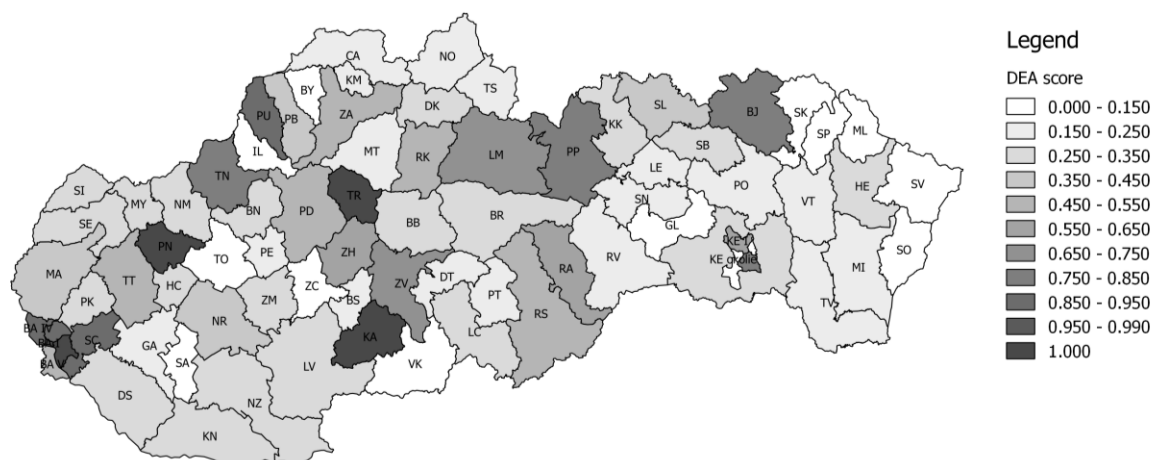 CA
NO
KM
TS
BY
PU
PB
ZA
DK
IL
MT
RK
LM
PP
KK
SL
BJ
SK
SP
ML
SB
LE
PO
HE
SV
VT
SN
GL
SO
TN
SI
MY
NM
BN
PD
TR
BB
BR
SE
PN
TO
PE
ZH
RV
KE
KE
grolie
MI
MA
TT
HC
ZM
ZC
BS
ZV
DT
RA
TV
PK
NR
PT
RS
BA IV
SC
GA
SA
LV
KA
VK
LC
BA V
DS
NZ
KN
Legend
DEA score
0.000 - 0.150
0.150 - 0.250
0.250 - 0.350
0.350 - 0.450
0.450 - 0.550
0.550 - 0.650
0.650 - 0.750
0.750 - 0.850
0.850 - 0.950
0.950 - 0.990
1.000